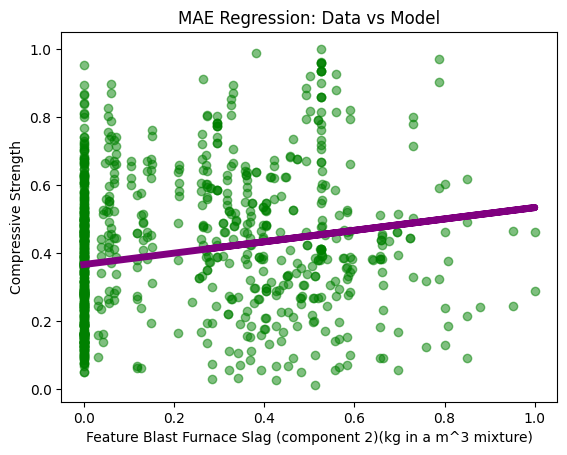 MAE Regression: Data vs Model
Compressive Strength
1.0
0.8
0.6
0.4
0.2
0.0
0.0 0.2 0.4 0.6 0.8 1.0
Feature Blast Furnace Slag (component 2)(kg in a m^3 mixture)